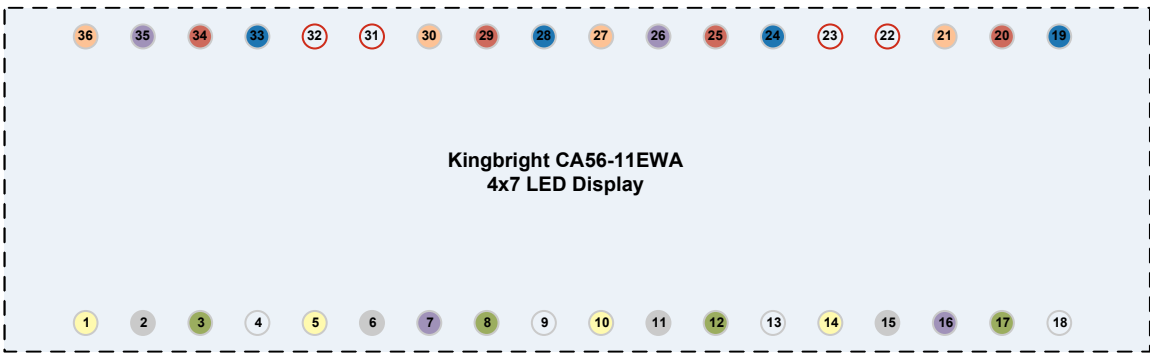 36 35 34 33 32 31 30 29 28 27 26 25 24 23 22 21 20 19
Kingbright CA56-11EWA
4x7 LED Display
1 2 3 4 5 6 7 8 9 10 11 12 13 14 15 16 17 18